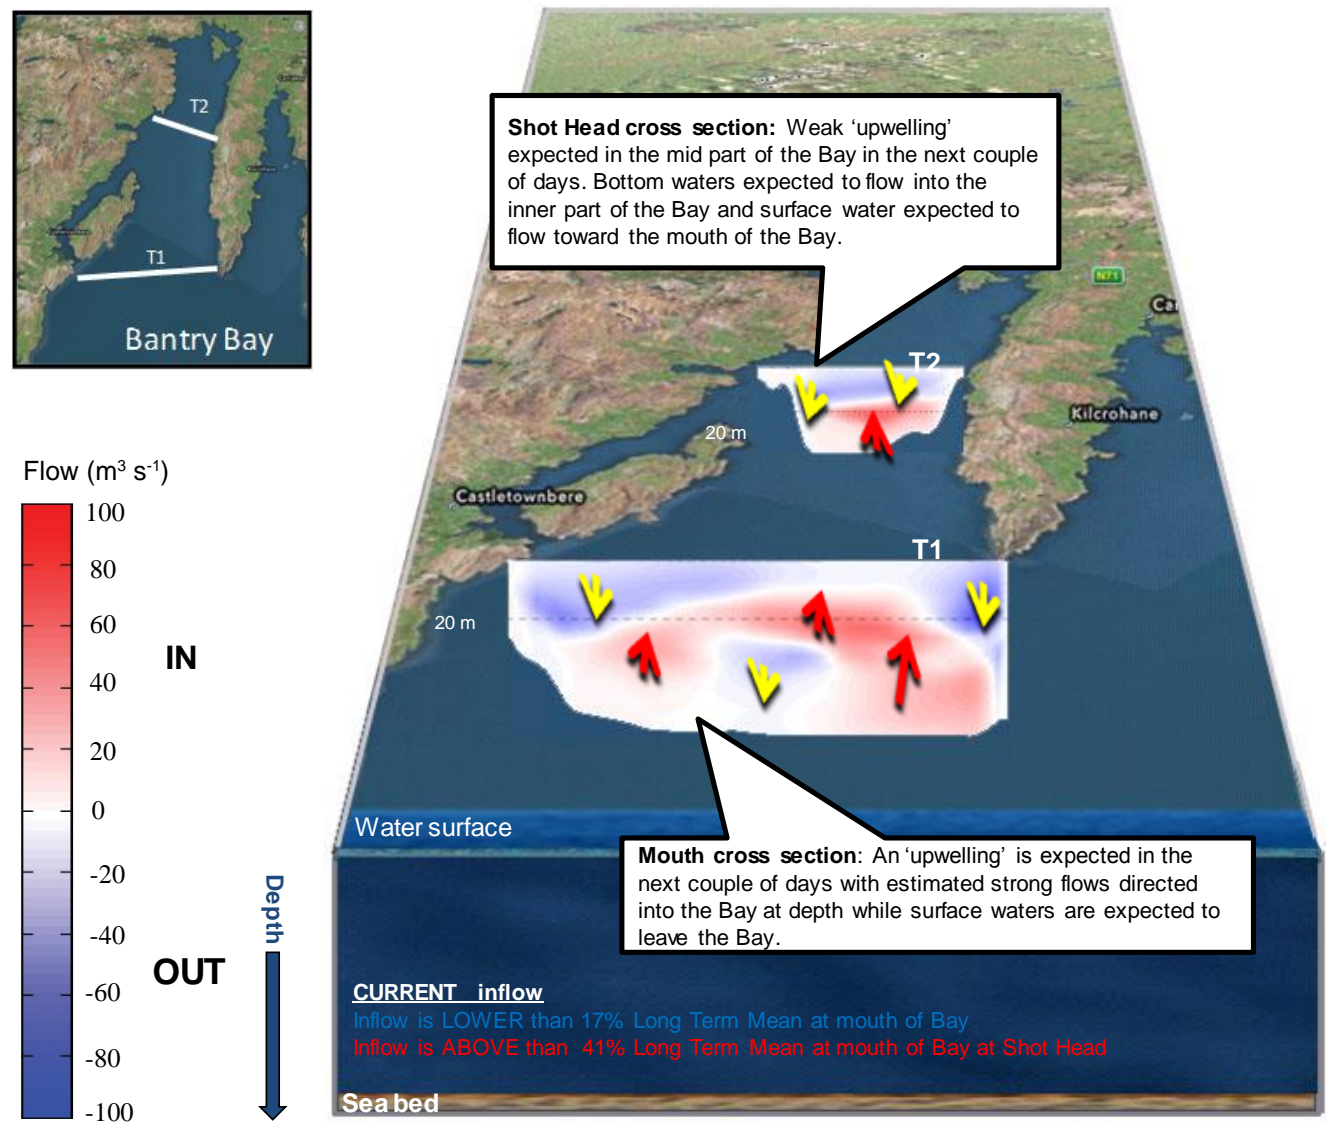 T2
T1
Bantry Bay
Shot Head cross section: Weak ‘upwelling’
expected in the mid part of the Bay in the next couple
of days. Bottom waters expected to flow into the
inner part of the Bay and surface water expected to
flow toward the mouth of the Bay.
N71
Ca
T2
Kilcrohane
20 m
Flow (m³ s⁻¹)
100
80
60
40
20
0
-20
-40
-60
-80
-100
IN
OUT
Depth
Castletownbere
T1
20 m
Water surface
Mouth cross section: An ‘upwelling’ is expected in the
next couple of days with estimated strong flows directed
into the Bay at depth while surface waters are expected to
leave the Bay.
CURRENT inflow
Inflow is LOWER than 17% Long Term Mean at mouth of Bay
Inflow is ABOVE than 41% Long Term Mean at mouth of Bay at Shot Head
Sea bed